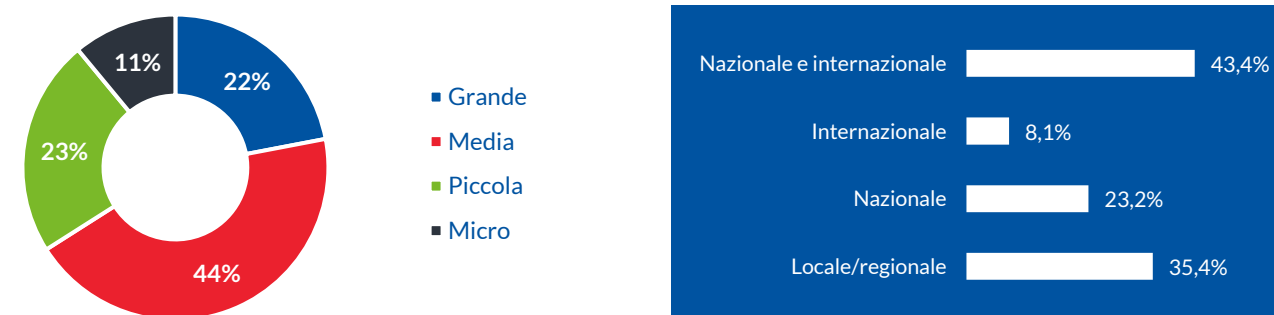 11%
22%
23%
44%
Grande
Media
Piccola
Micro
Nazionale e internazionale 43,4%
Internazionale 8,1%
Nazionale 23,2%
Locale/regionale 35,4%